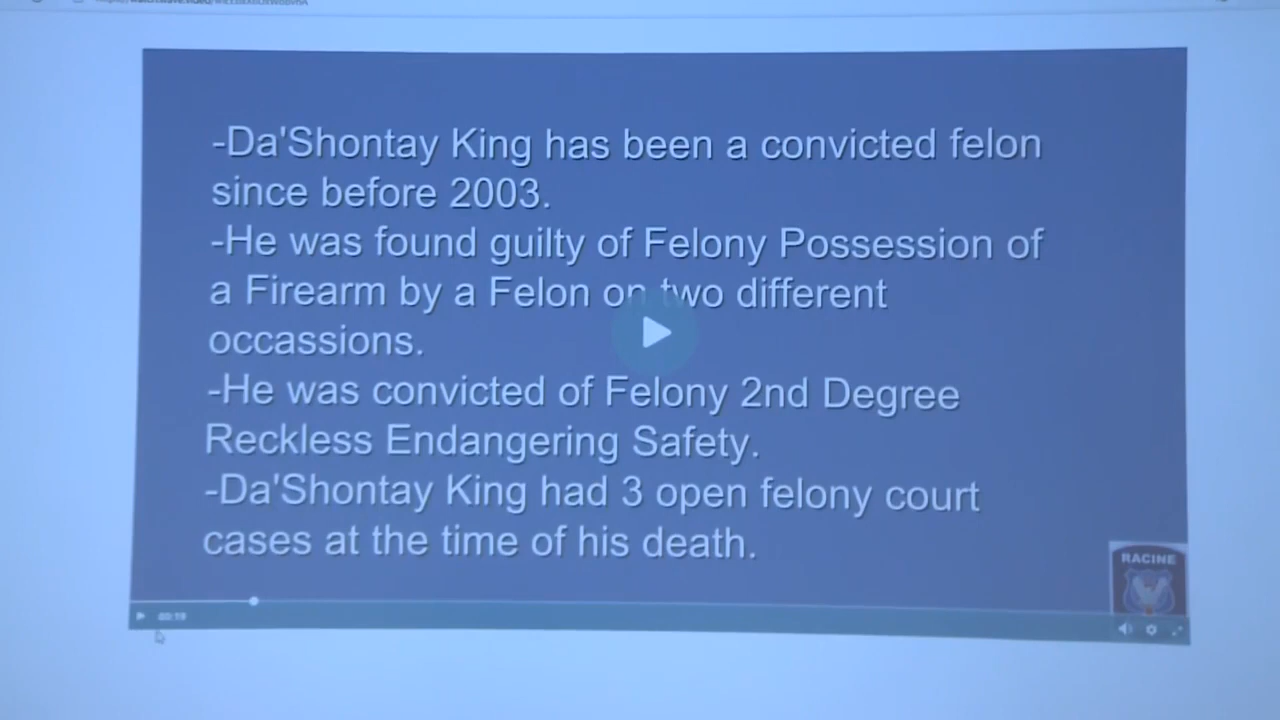 -Da'Shontay King has been a convicted felon
since before 2003.
-He was found guilty of Felony Possession of
a Firearm by a Felon on two different
occassions.
-He was convicted of Felony 2nd Degree
Reckless Endangering Safety.
-Da'Shontay King had 3 open felony court
cases at the time of his death.
RACINE